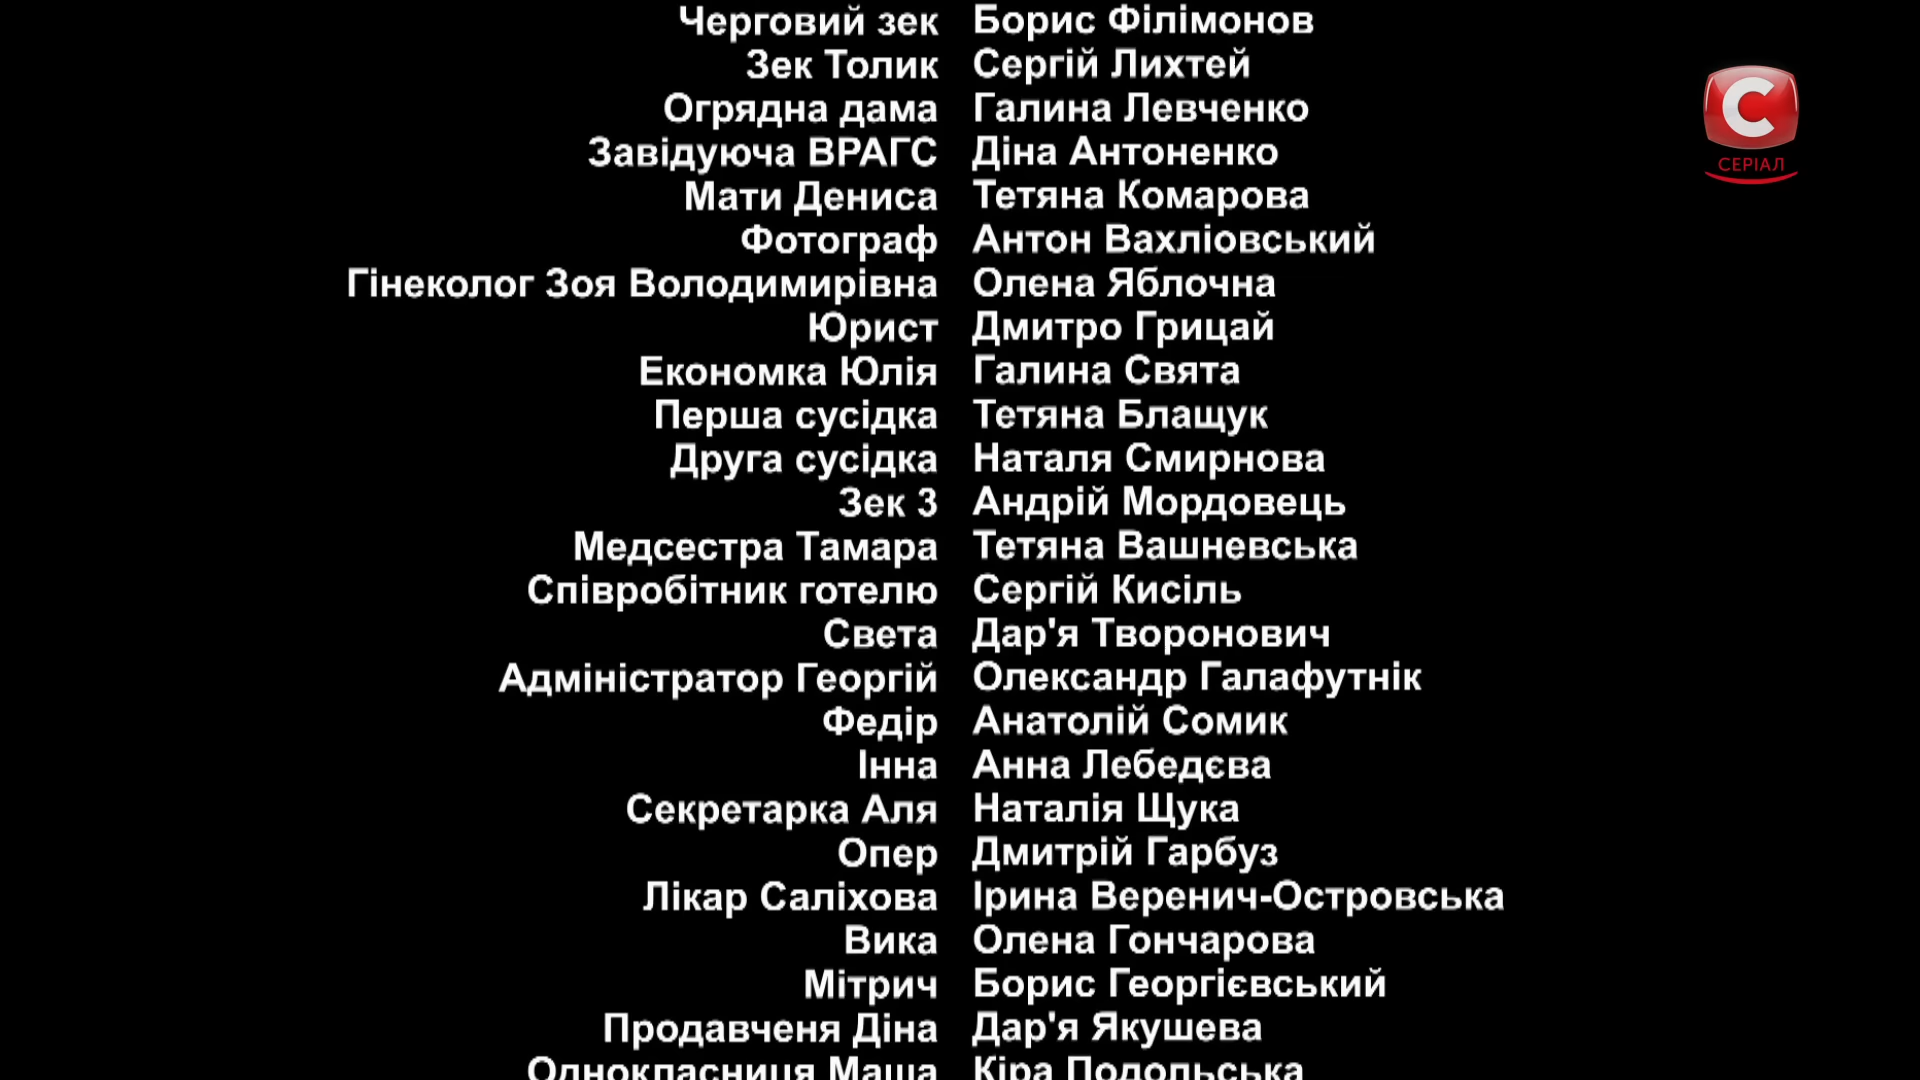 Черговий зек Борис Філімонов
Зек Толик Сергій Лихтей
Огрядна дама Галина Левченко
Завідуюча ВРАГС Діна Антоненко
Мати Дениса Тетяна Комарова
Фотограф Антон Вахліовський
Гінеколог Зоя Володимирівна Олена Яблочна
Юрист Дмитро Грицай
Економка Юлія Галина Свята
Перша сусідка Тетяна Блащук
Друга сусідка Наталя Смирнова
Зек 3 Андрій Мордовець
Медсестра Тамара Тетяна Вашневська
Співробітник готелю Сергій Кисіль
Света Дар'я Творонович
Адміністратор Георгій Олександр Галафутнік
Федір Анатолій Сомик
Інна Анна Лебедєва
Секретарка Аля Наталія Щука
Опер Дмитрій Гарбуз
Лікар Саліхова Ірина Веренич-Островська
Вика Олена Гончарова
Мітрич Борис Георгієвський
Продавченя Діна Дар'я Якушева
Однокласниця Маша Кіра Подольська
С
СЕРІАЛ